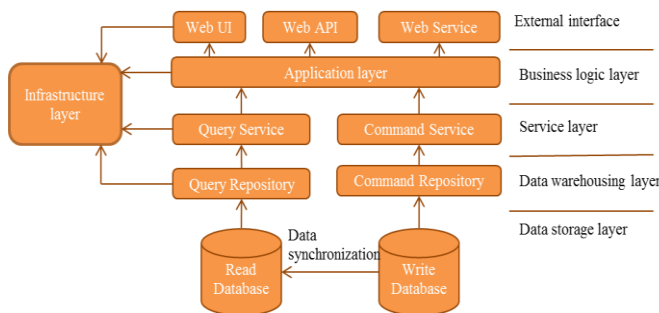 Web UI
Web API
Web Service
External interface
Application layer
Business logic layer
Infrastructure
layer
Query Service
Command Service
Service layer
Query Repository
Command Repository
Data warehousing layer
Data
synchronization
Data storage layer
Read
Database
Write
Database